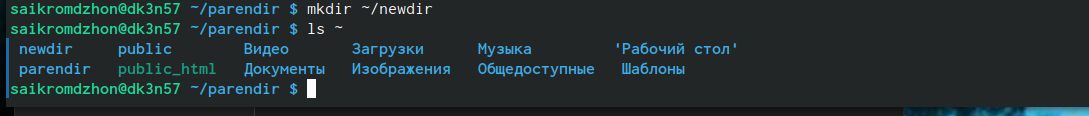 saikromdzhon@dk3n57 ~/parendir $ mkdir ~/newdir
saikromdzhon@dk3n57 ~/parendir $ ls ~
newdir public Видео Загрузки Музыка 'Рабочий стол'
parendir public_html Документы Изображения Общедоступные Шаблоны
saikromdzhon@dk3n57 ~/parendir $